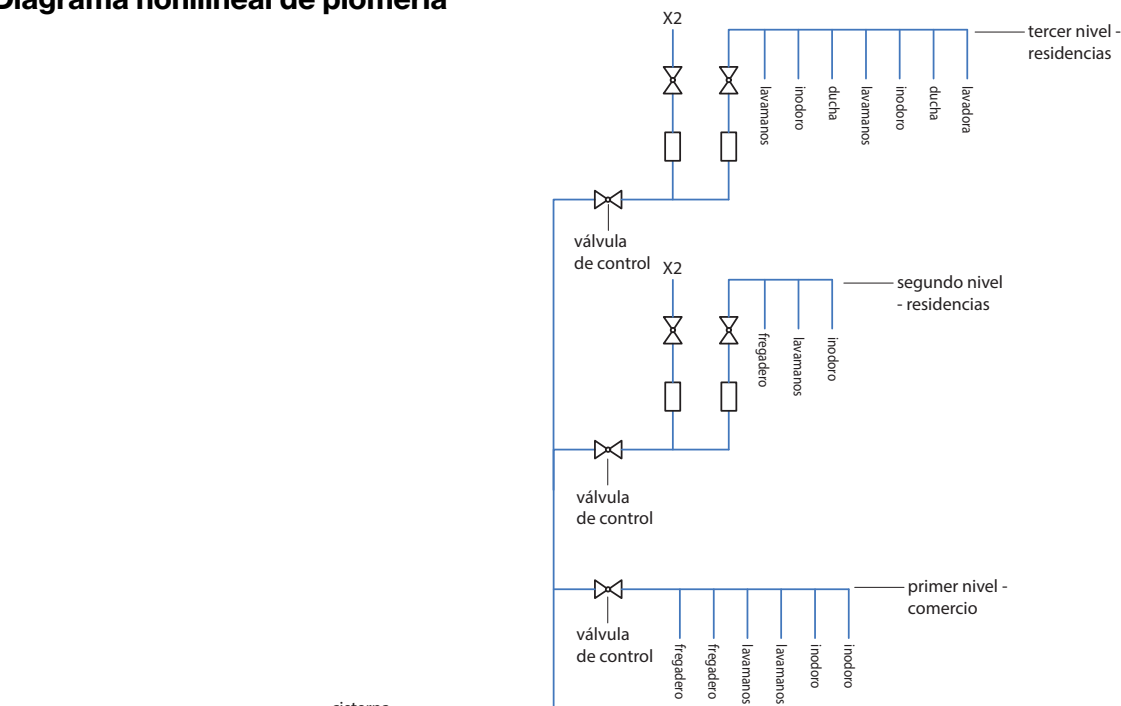 Diagrama nonilineal de plomería
X2
tercer nivel -
residencias
lavamanos
inodoro
ducha
lavamanos
inodoro
ducha
lavadora
válvula
de control
X2
segundo nivel
- residencias
fregadero
lavamanos
inodoro
válvula
de control
primer nivel -
comercio
válvula
de control
fregadero
fregadero
lavamanos
lavamanos
inodoro
inodoro
cisterna